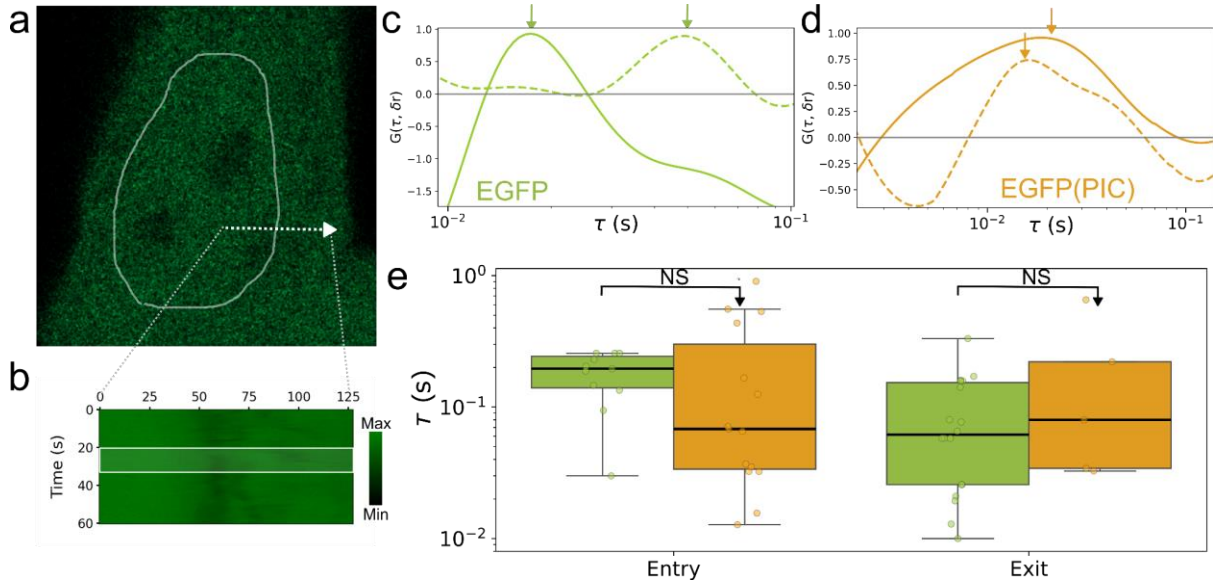 a
b
0 25 50 75 100 125
0
20
40
60
Time (s)
Max
Min
c
1.0
0.5
0.0
-0.5
-1.0
-1.5
G(τ, δr)
EGFP
10⁻² 10⁻¹
τ (s)
d
1.00
0.75
0.50
0.25
0.00
-0.25
-0.50
G(τ, δr)
EGFP(PIC)
10⁻² 10⁻¹
τ (s)
e
10⁰
10⁻¹
10⁻²
τ (s)
NS NS
Entry Exit